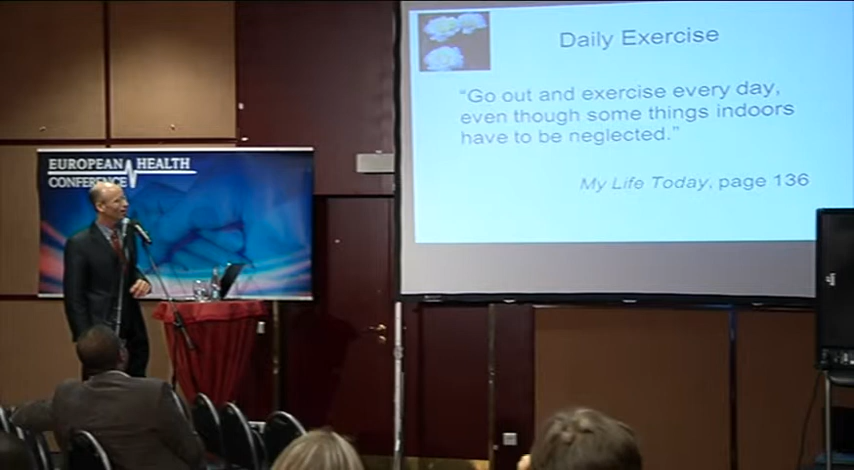 Daily Exercise
“Go out and exercise every day,
even though some things indoors
have to be neglected.”
My Life Today, page 136
EUROPEAN HEALTH
CONFERENCE